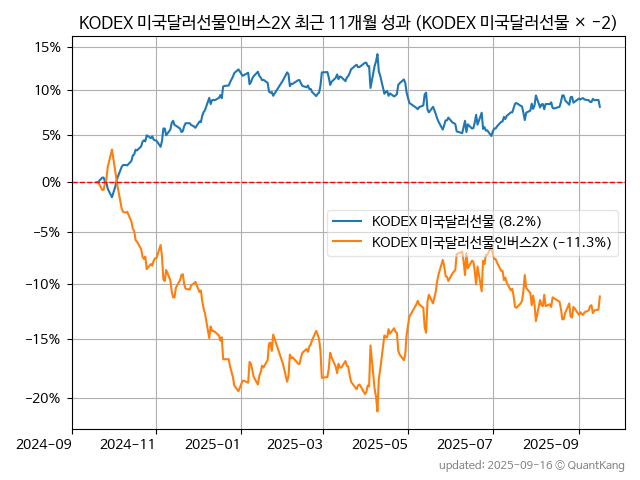 KODEX 미국달러선물인버스2X 최근 11개월 성과 (KODEX 미국달러선물 × −2)
15%
10%
5%
0%
−5%
−10%
−15%
−20%
KODEX 미국달러선물 (8.2%)
KODEX 미국달러선물인버스2X (−11.3%)
2024-09 2024-11 2025-01 2025-03 2025-05 2025-07 2025-09
updated: 2025-09-16 © QuantKang